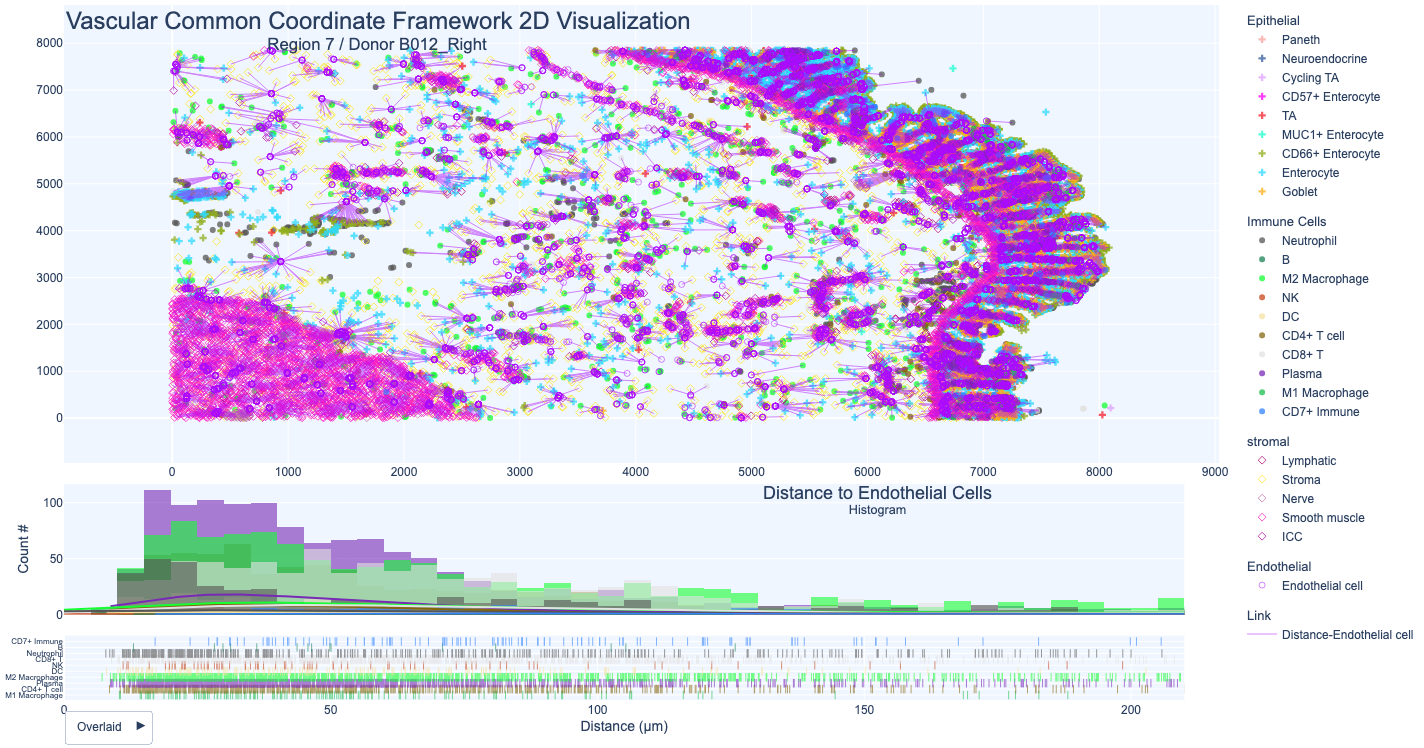 Vascular Common Coordinate Framework 2D Visualization
Region 7 / Donor B012_Right
8000
7000
6000
5000
4000
3000
2000
1000
0
0 1000 2000 3000 4000 5000 6000 7000 8000 9000
Epithelial
Paneth
Neuroendocrine
Cycling TA
CD57+ Enterocyte
TA
MUC1+ Enterocyte
CD66+ Enterocyte
Enterocyte
Goblet
Immune Cells
Neutrophil
B
M2 Macrophage
NK
DC
CD4+ T cell
CD8+ T
Plasma
M1 Macrophage
CD7+ Immune
stromal
Lymphatic
Stroma
Nerve
Smooth muscle
ICC
Endothelial
Endothelial cell
Link
Distance-Endothelial cell
Distance to Endothelial Cells
Histogram
Count #
100
50
0
CD7+ Immune
B
Neutrophil
CD8+ T
NK
DC
M2 Macrophage
Plasma
CD4+ T cell
M1 Macrophage
0 50 100 150 200
Distance (μm)
Overlaid ▶